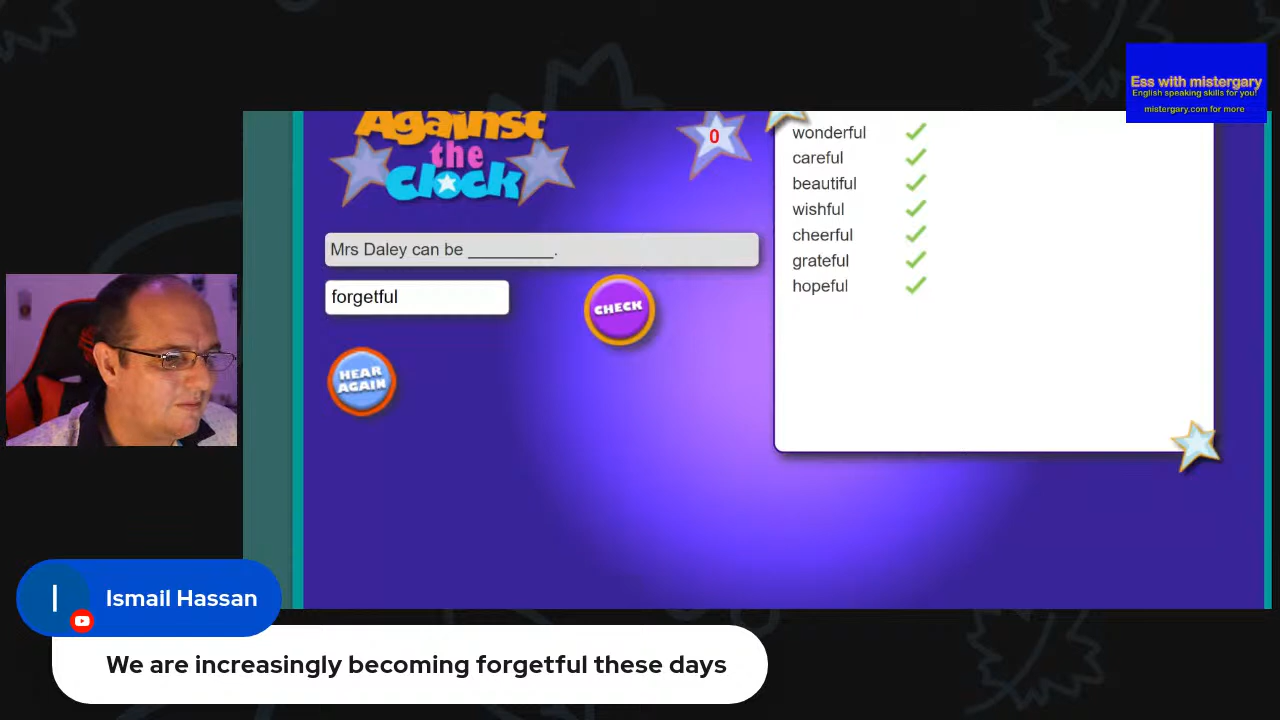 Ess with mistergary
English speaking skills for you!
mistergary.com for more
Against
the
Clock
0
Mrs Daley can be _________.
forgetful
CHECK
HEAR
AGAIN
wonderful
careful
beautiful
wishful
cheerful
grateful
hopeful
I
Ismail Hassan
We are increasingly becoming forgetful these days